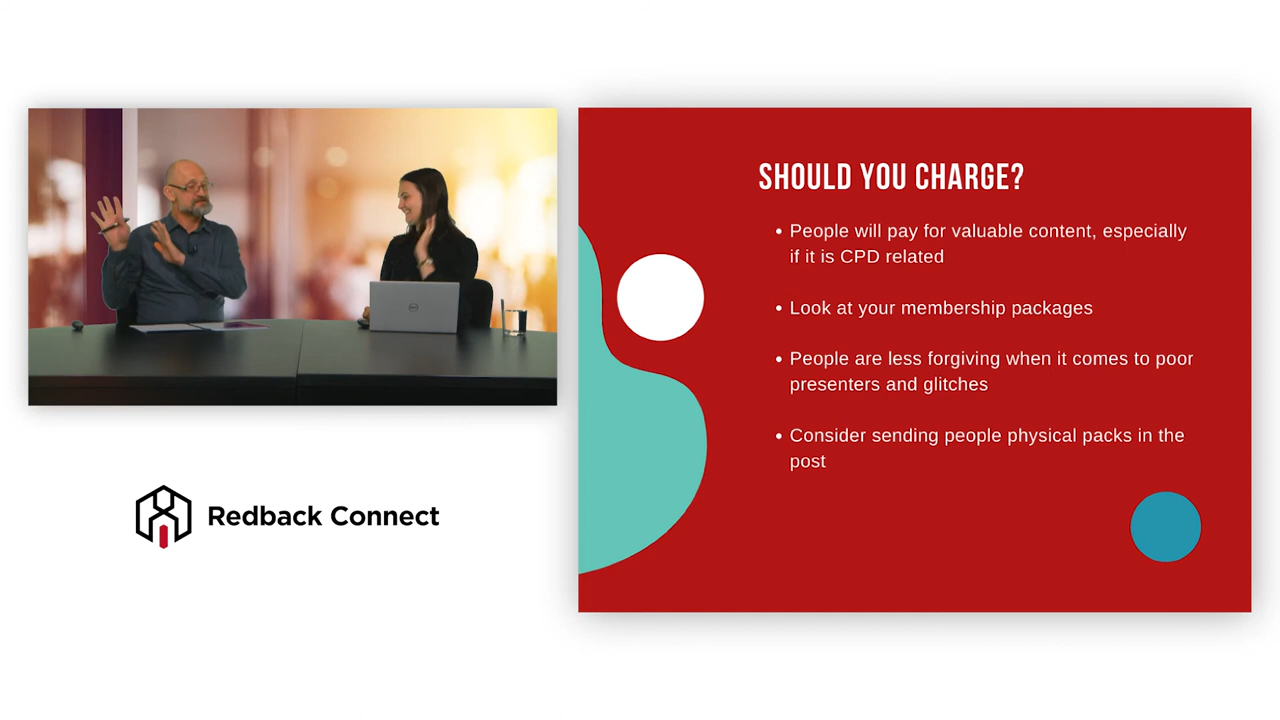 SHOULD YOU CHARGE?
• People will pay for valuable content, especially
if it is CPD related
• Look at your membership packages
• People are less forgiving when it comes to poor
presenters and glitches
• Consider sending people physical packs in the
post
Redback Connect
DELL